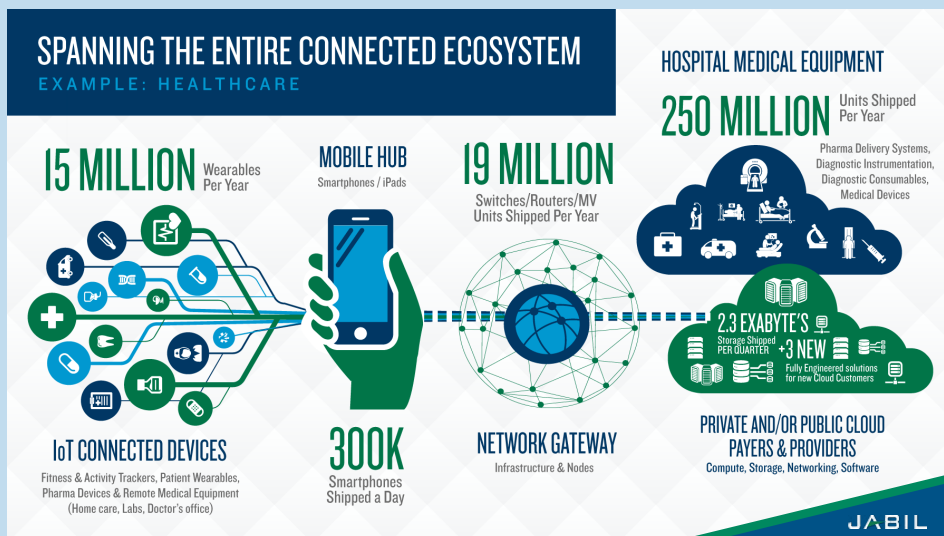 SPANNING THE ENTIRE CONNECTED ECOSYSTEM
EXAMPLE: HEALTHCARE
15 MILLION
Wearables
Per Year
IoT CONNECTED DEVICES
Fitness & Activity Trackers, Patient Wearables,
Pharma Devices & Remote Medical Equipment
(Home care, Labs, Doctor's office)
MOBILE HUB
Smartphones / iPads
300K
Smartphones
Shipped a Day
19 MILLION
Switches/Routers/MV
Units Shipped Per Year
NETWORK GATEWAY
Infrastructure & Nodes
HOSPITAL MEDICAL EQUIPMENT
250 MILLION
Units Shipped
Per Year
Pharma Delivery Systems,
Diagnostic Instrumentation,
Diagnostic Consumables,
Medical Devices
2.3 EXABYTE'S
Storage Shipped
PER QUARTER
+3 NEW
Fully Engineered solutions
for new Cloud Customers
PRIVATE AND/OR PUBLIC CLOUD
PAYERS & PROVIDERS
Compute, Storage, Networking, Software
JABIL